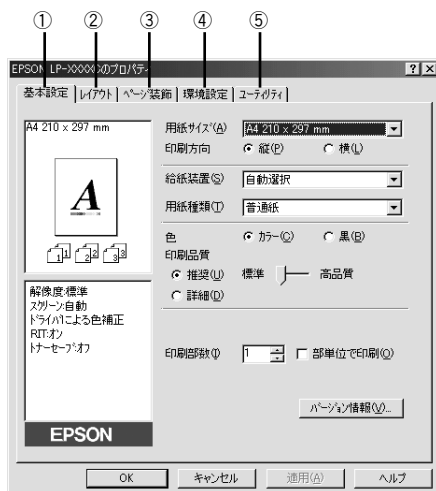 ① ② ③ ④ ⑤
EPSON LP-XXXXCのプロパティ
基本設定 レイアウト ページ装飾 環境設定 ユーティリティ
A4 210 x 297 mm
A
1 1 2 2 3 3
用紙サイズ(A) A4 210 x 297 mm
印刷方向 縦(P) 横(L)
給紙装置(S) 自動選択
用紙種類(T) 普通紙
色 カラー(C) 黒(B)
印刷品質
推奨(U) 標準 高品質
詳細(D)
解像度:標準
スクリーン:自動
ドライバによる色補正
RIT:オン
トナーセーブ:オフ
印刷部数(I) 1 部単位で印刷(O)
バージョン情報(V)...
EPSON
OK キャンセル 適用(A) ヘルプ